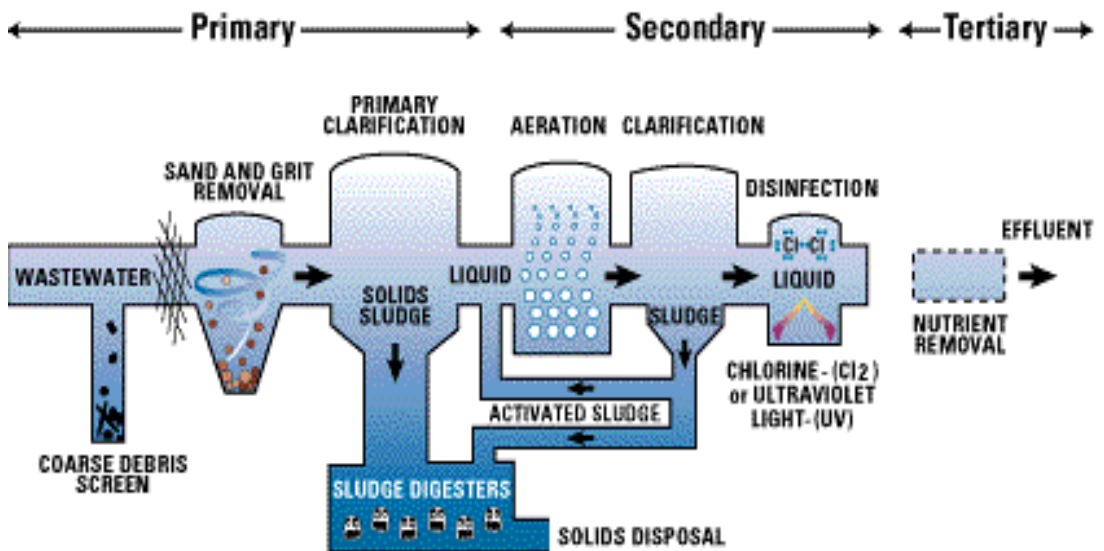 Primary
Secondary
Tertiary
PRIMARY
CLARIFICATION
AERATION
CLARIFICATION
SAND AND GRIT
REMOVAL
DISINFECTION
EFFLUENT
WASTEWATER
LIQUID
Cl Cl
LIQUID
SOLIDS
SLUDGE
SLUDGE
NUTRIENT
REMOVAL
CHLORINE-(Cl2)
or ULTRAVIOLET
LIGHT-(UV)
ACTIVATED SLUDGE
COARSE DEBRIS
SCREEN
SLUDGE DIGESTERS
SOLIDS DISPOSAL